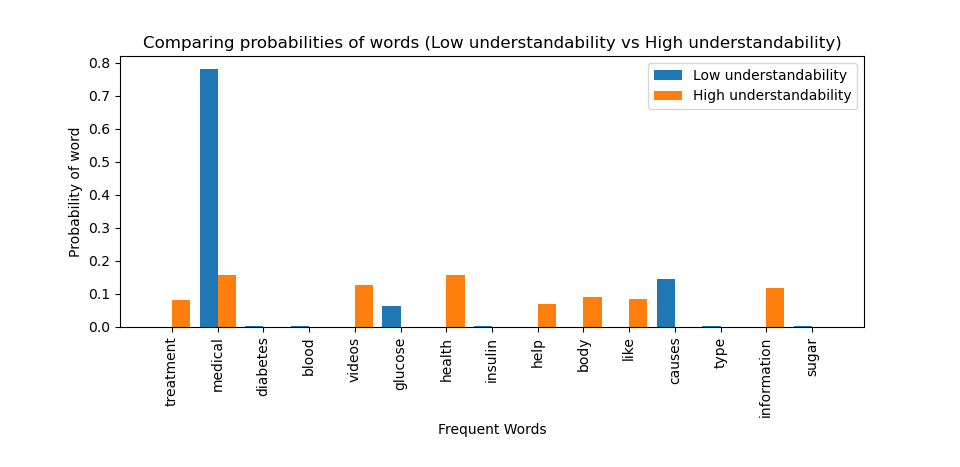 Comparing probabilities of words (Low understandability vs High understandability)
Low understandability
High understandability
Probability of word
0.8
0.7
0.6
0.5
0.4
0.3
0.2
0.1
0.0
treatment
medical
diabetes
blood
videos
glucose
health
insulin
help
body
like
causes
type
information
sugar
Frequent Words